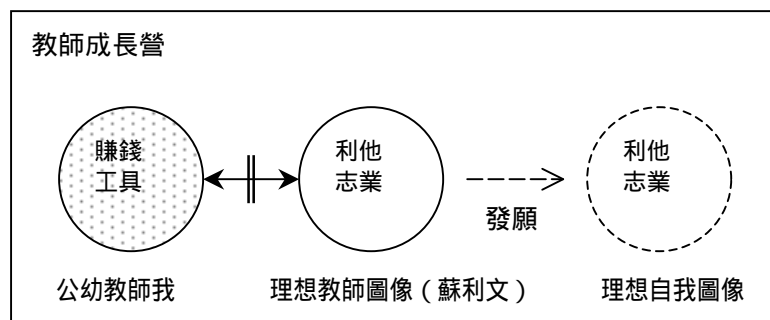 教師成長營
賺錢
工具
利他
志業
利他
志業
發願
公幼教師我
理想教師圖像（蘇利文）
理想自我圖像